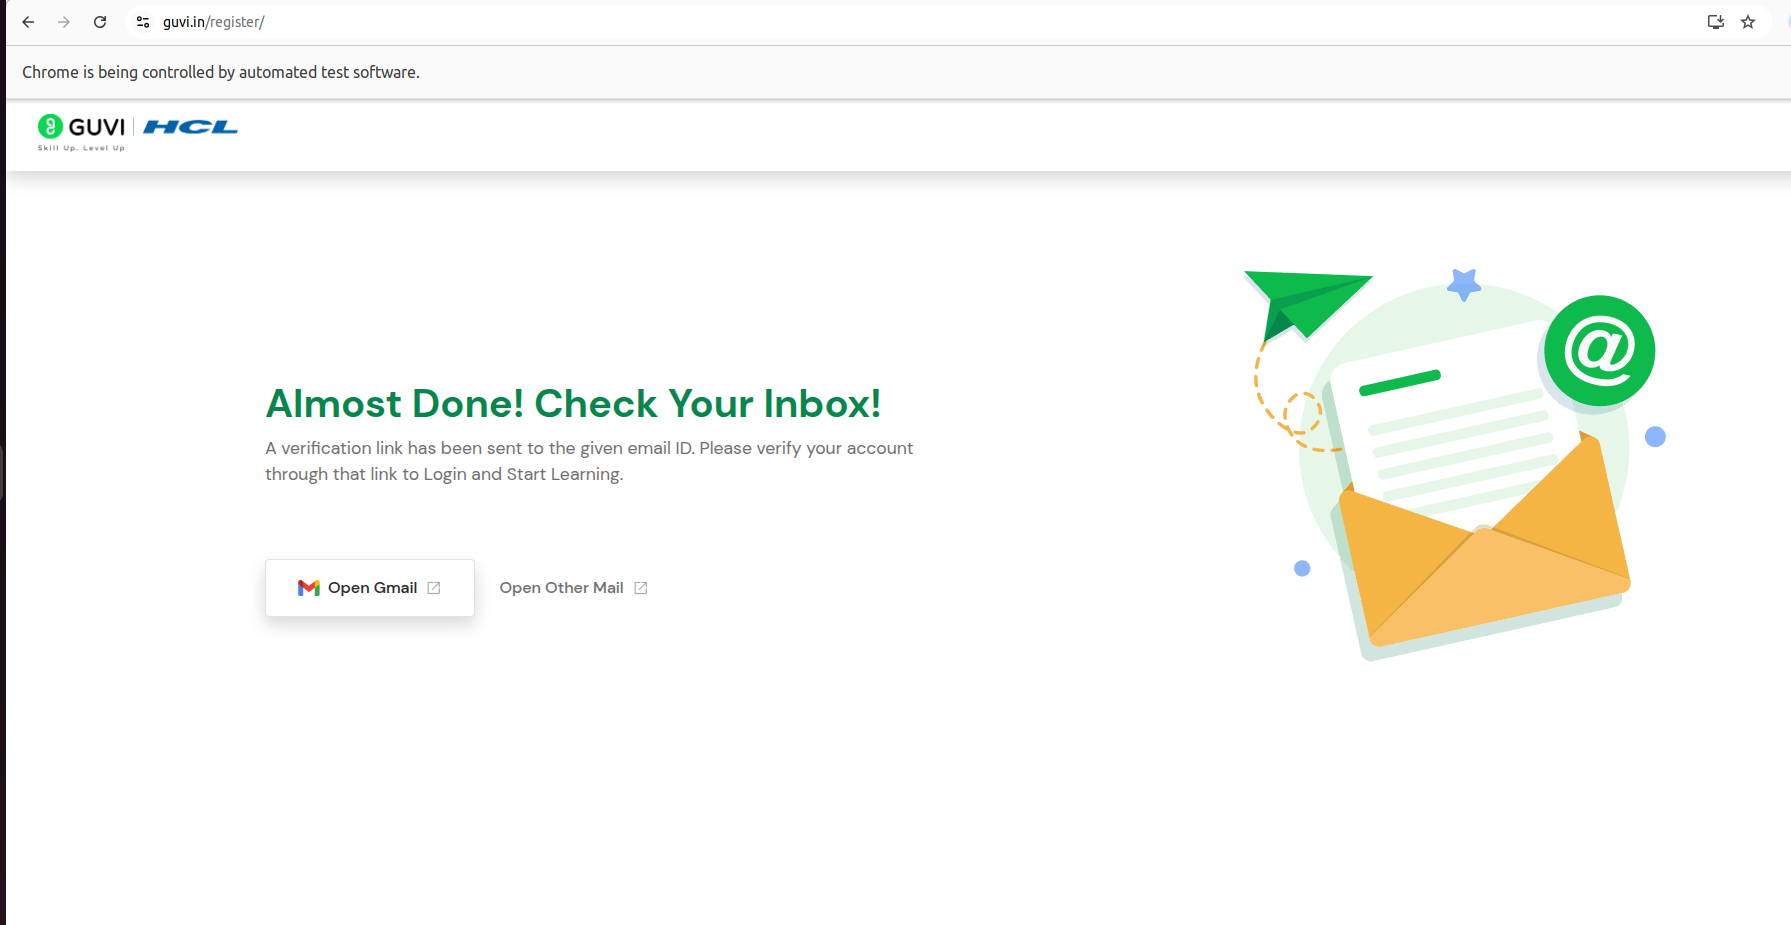 guvi.in/register/
Chrome is being controlled by automated test software.
GUVI | HCL
Skill Up. Level Up
@
Almost Done! Check Your Inbox!
A verification link has been sent to the given email ID. Please verify your account
through that link to Login and Start Learning.
Open Gmail Open Other Mail